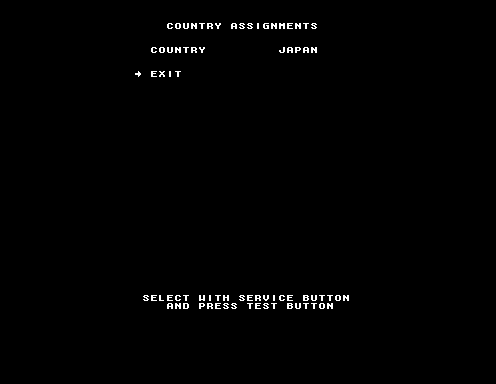 COUNTRY ASSIGNMENTS
COUNTRY JAPAN
→ EXIT
SELECT WITH SERVICE BUTTON
AND PRESS TEST BUTTON